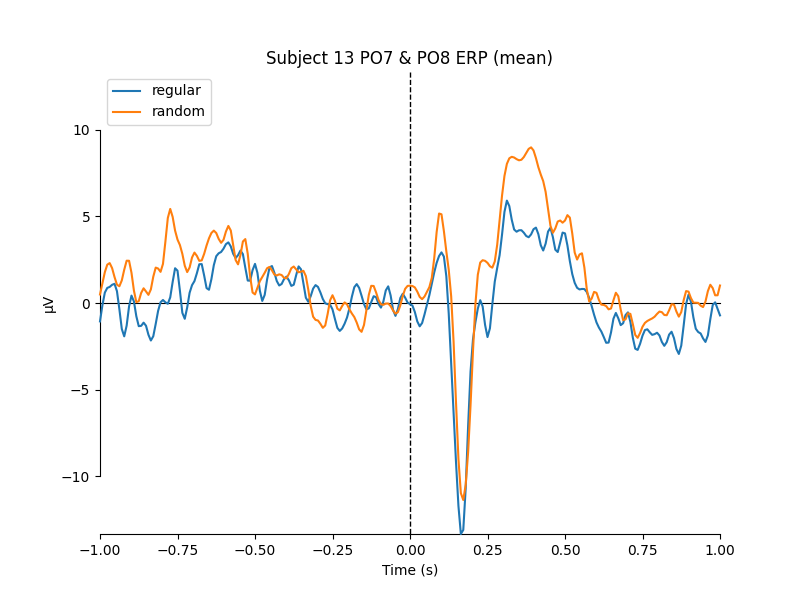 Subject 13 PO7 & PO8 ERP (mean)
regular
random
10
5
0
−5
−10
µV
−1.00 −0.75 −0.50 −0.25 0.00 0.25 0.50 0.75 1.00
Time (s)